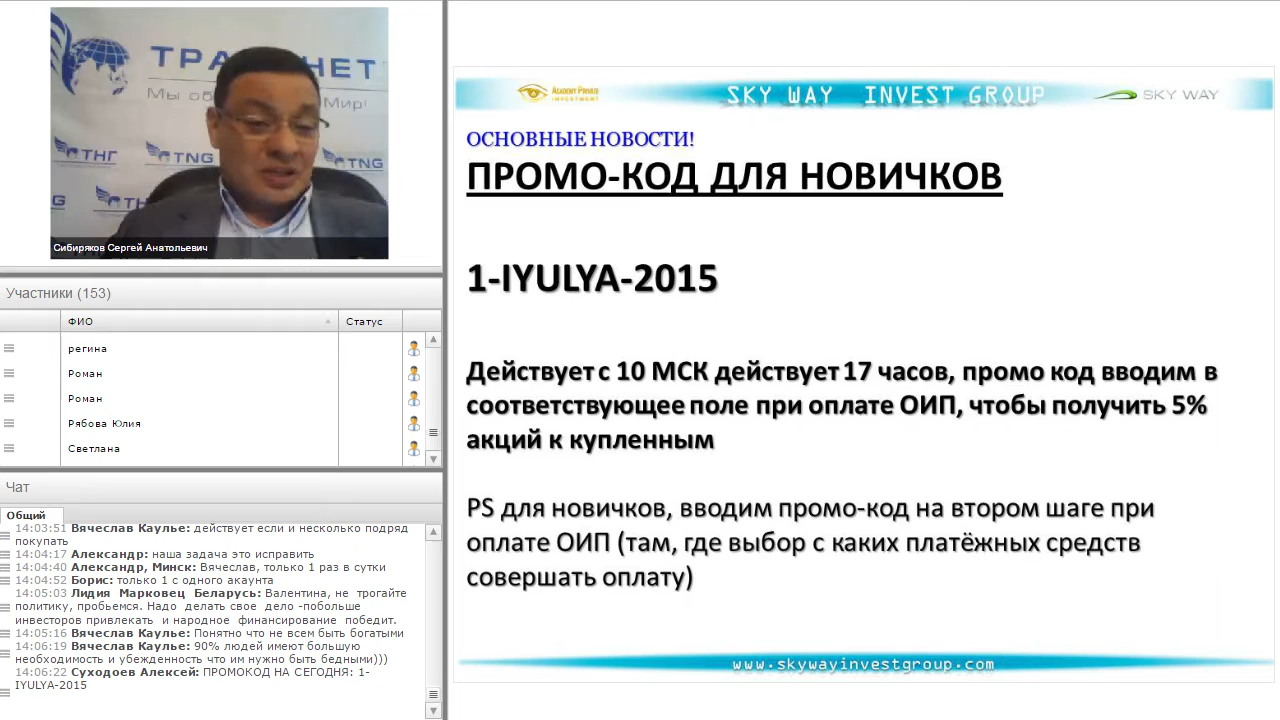 ТРА НЕТ
Мы об Мир!
ТНГ
TNG
TNG
Сибиряков Сергей Анатольевич
Участники (153)
ФИО
Статус
регина
Роман
Роман
Рябова Юлия
Светлана
Чат
Общий
14:03:51 Вячеслав Каулье: действует если и несколько подряд
покупать
14:04:17 Александр: наша задача это исправить
14:04:40 Александр, Минск: Вячеслав, только 1 раз в сутки
14:04:52 Борис: только 1 с одного акаунта
14:05:03 Лидия Марковец Беларусь: Валентина, не трогайте
политику, пробьемся. Надо делать свое дело -побольше
инвесторов привлекать и народное финансирование победит.
14:05:16 Вячеслав Каулье: Понятно что не всем быть богатыми
14:06:19 Вячеслав Каулье: 90% людей имеют большую
необходимость и убежденность что им нужно быть бедными)))
14:06:22 Суходоев Алексей: ПРОМОКОД НА СЕГОДНЯ: 1-
IYULYA-2015
ACADEMY PRIVATE
INVESTMENT
SKY WAY INVEST GROUP
SKY WAY
ОСНОВНЫЕ НОВОСТИ!
ПРОМО-КОД ДЛЯ НОВИЧКОВ
1-IYULYA-2015
Действует с 10 МСК действует 17 часов, промо код вводим в
соответствующее поле при оплате ОИП, чтобы получить 5%
акций к купленным
PS для новичков, вводим промо-код на втором шаге при
оплате ОИП (там, где выбор с каких платёжных средств
совершать оплату)
www.skywayinvestgroup.com